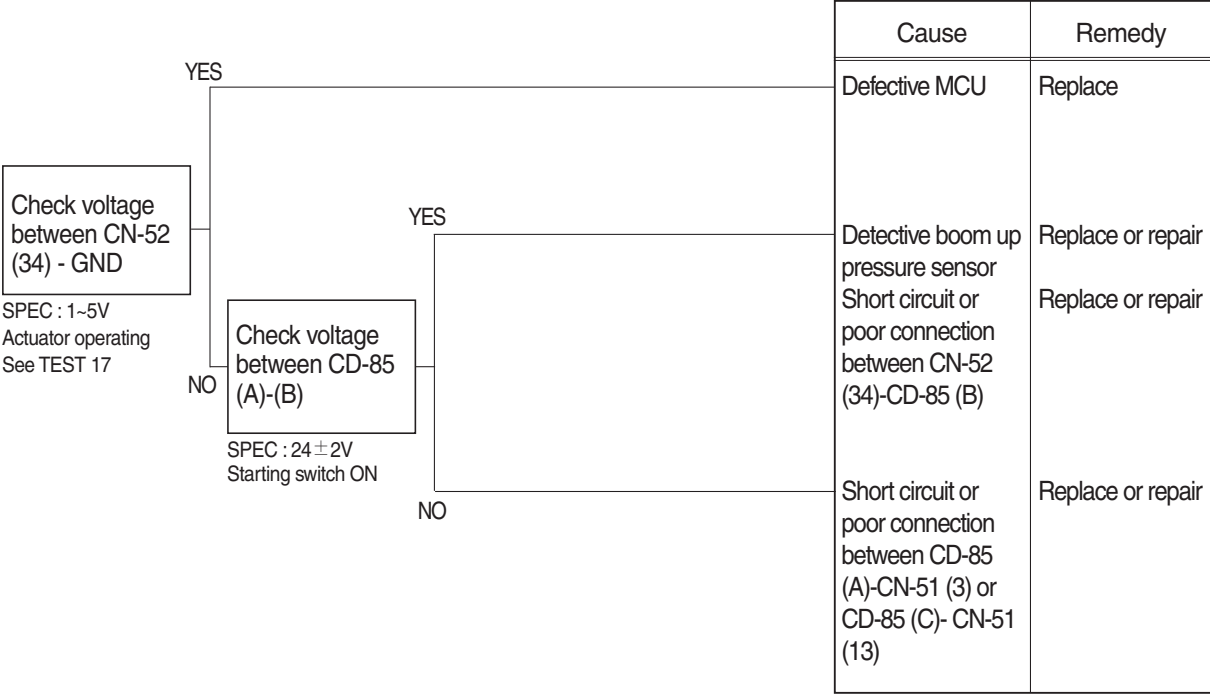 Cause
Remedy
YES
Defective MCU
Replace
Check voltage
between CN-52
(34) - GND
SPEC : 1~5V
Actuator operating
See TEST 17
NO
YES
Check voltage
between CD-85
(A)-(B)
SPEC : 24±2V
Starting switch ON
NO
Detective boom up
pressure sensor
Replace or repair
Short circuit or
poor connection
between CN-52
(34)-CD-85 (B)
Replace or repair
Short circuit or
poor connection
between CD-85
(A)-CN-51 (3) or
CD-85 (C)- CN-51
(13)
Replace or repair